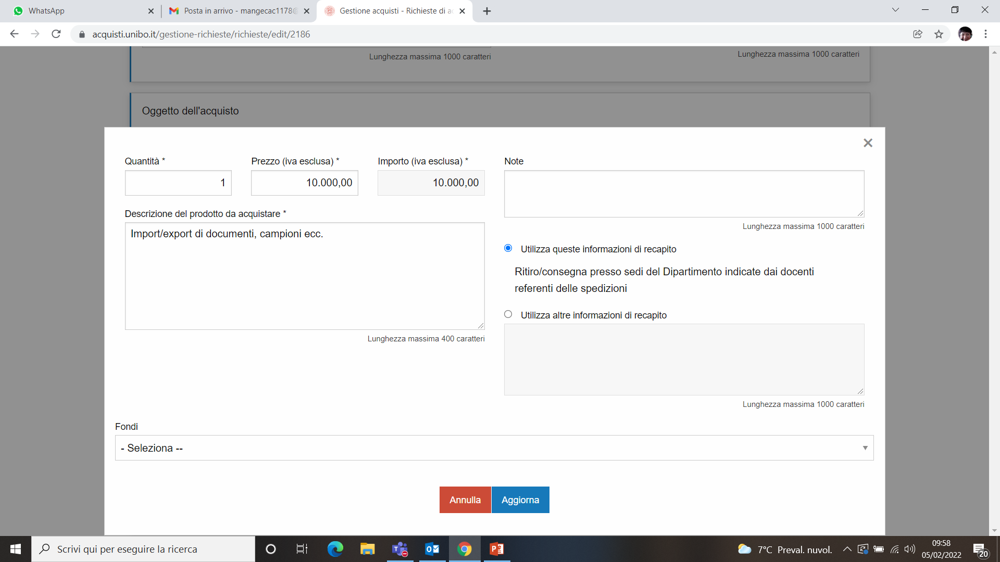 WhatsApp
Posta in arrivo - mangecac1178@
Gestione acquisti - Richieste di a
acquisti.unibo.it/gestione-richieste/richieste/edit/2186
Lunghezza massima 1000 caratteri
Lunghezza massima 1000 caratteri
Oggetto dell'acquisto
Quantità *
Prezzo (iva esclusa) *
Importo (iva esclusa) *
Note
1
10.000,00
10.000,00
Descrizione del prodotto da acquistare *
Import/export di documenti, campioni ecc.
Lunghezza massima 400 caratteri
Lunghezza massima 1000 caratteri
Utilizza queste informazioni di recapito
Ritiro/consegna presso sedi del Dipartimento indicate dai docenti
referenti delle spedizioni
Utilizza altre informazioni di recapito
Lunghezza massima 1000 caratteri
Fondi
- Seleziona --
Annulla
Aggiorna
Scrivi qui per eseguire la ricerca
7°C Preval. nuvol.
09:58
05/02/2022
20